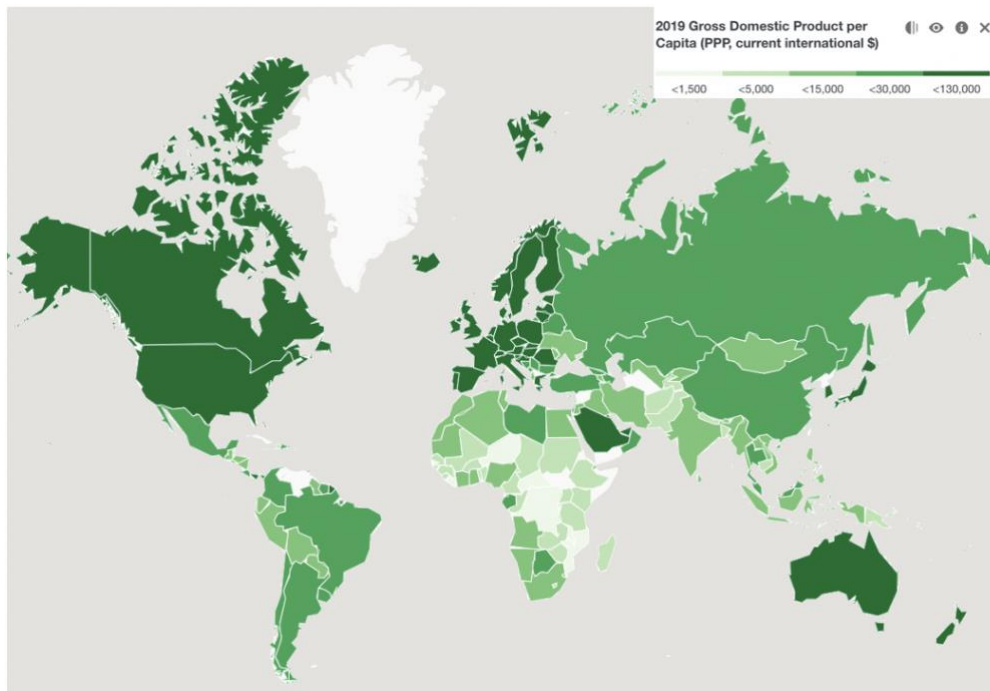 2019 Gross Domestic Product per
Capita (PPP, current international $)
<1,500 <5,000 <15,000 <30,000 <130,000